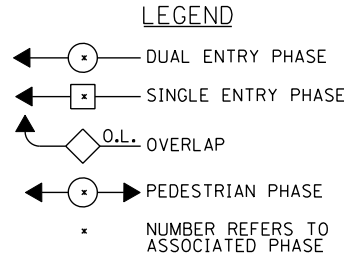 LEGEND
* DUAL ENTRY PHASE
* SINGLE ENTRY PHASE
O.L. OVERLAP
* PEDESTRIAN PHASE
* NUMBER REFERS TO
ASSOCIATED PHASE